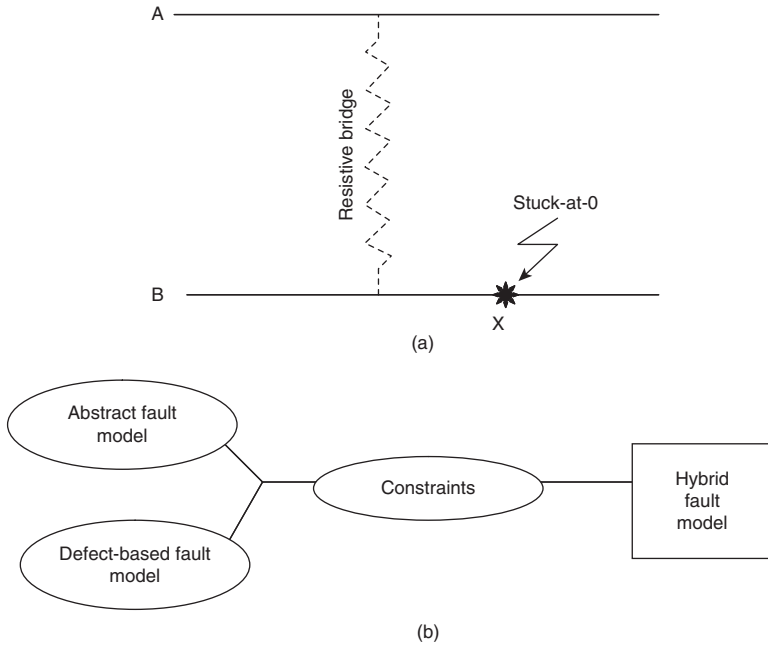 A
Resistive bridge
Stuck-at-0
B
X
(a)
Abstract fault
model
Constraints
Hybrid
fault
model
Defect-based fault
model
(b)